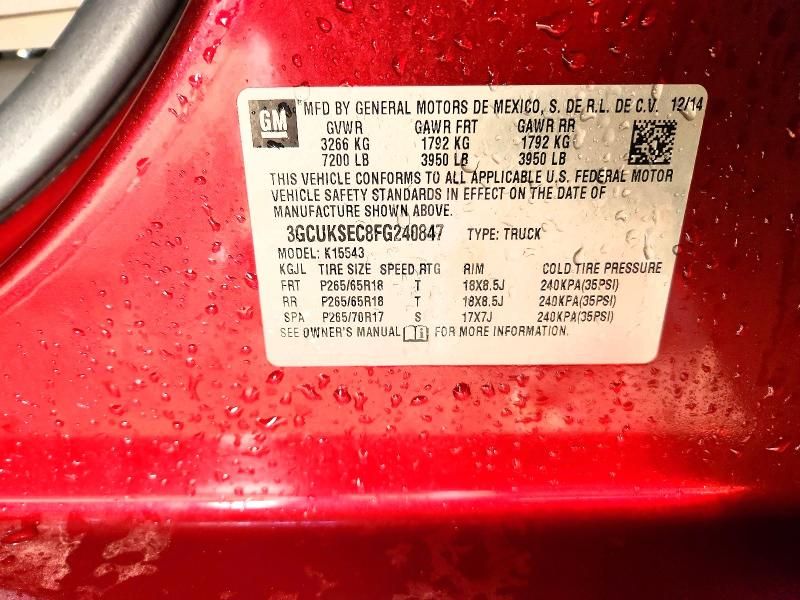 GM MFD BY GENERAL MOTORS DE MEXICO, S. DE R.L. DE C.V. 12/14
GVWR GAWR FRT GAWR RR
3266 KG 1792 KG 1792 KG
7200 LB 3950 LB 3950 LB
THIS VEHICLE CONFORMS TO ALL APPLICABLE U.S. FEDERAL MOTOR
VEHICLE SAFETY STANDARDS IN EFFECT ON THE DATE OF
MANUFACTURE SHOWN ABOVE.
3GCUKSEC8FG240847 TYPE: TRUCK
MODEL: K15543
KGJL TIRE SIZE SPEED RTG RIM COLD TIRE PRESSURE
FRT P265/65R18 T 18X8.5J 240KPA(35PSI)
RR P265/65R18 T 18X8.5J 240KPA(35PSI)
SPA P265/70R17 S 17X7J 240KPA(35PSI)
SEE OWNER'S MANUAL FOR MORE INFORMATION.